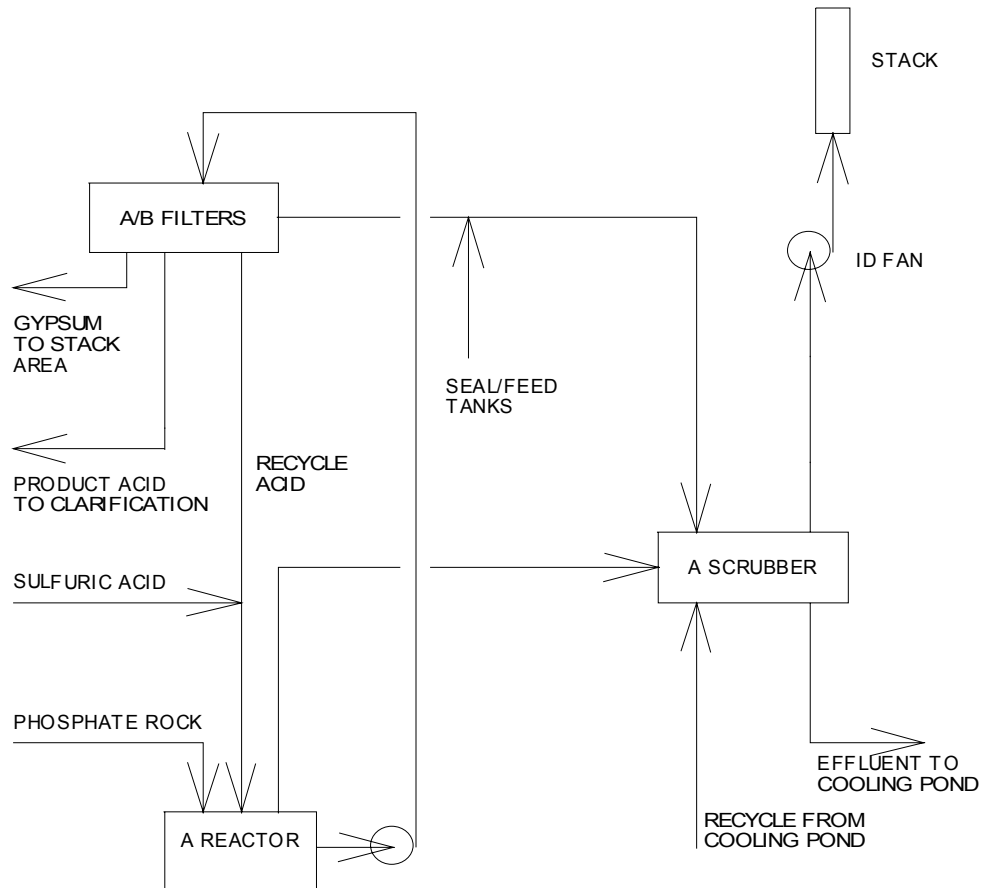 STACK
A/B FILTERS
ID FAN
GYPSUM
TO STACK
AREA
SEAL/FEED
TANKS
RECYCLE
ACID
PRODUCT ACID
TO CLARIFICATION
A SCRUBBER
SULFURIC ACID
PHOSPHATE ROCK
EFFLUENT TO
COOLING POND
RECYCLE FROM
COOLING POND
A REACTOR